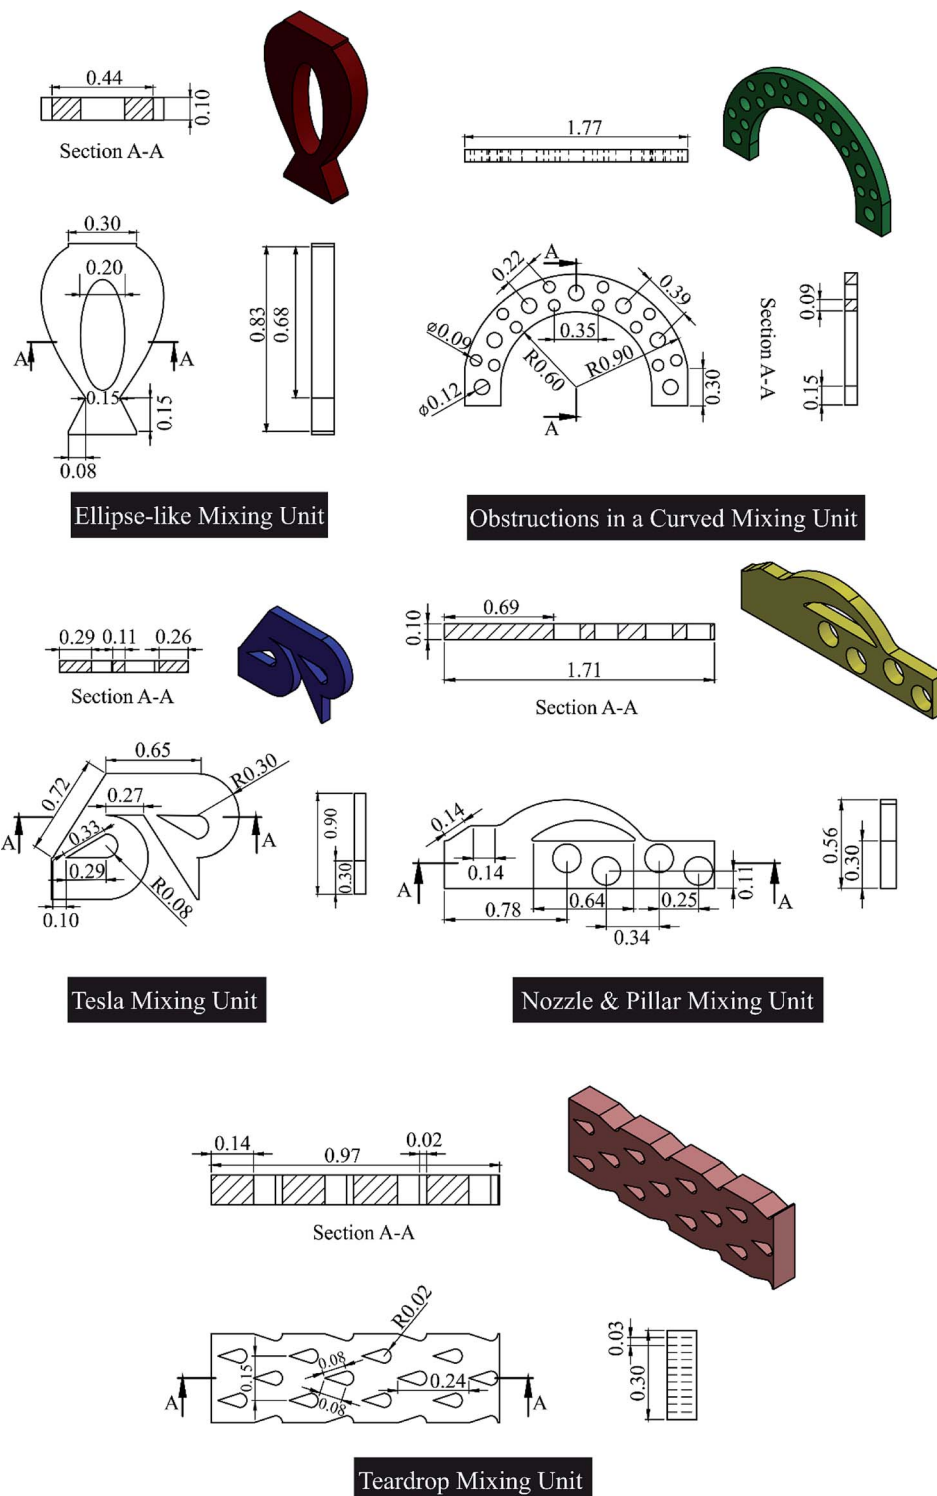 0.44
0.10
Section A-A
0.30
0.20
A
A
0.15
0.15
0.08
0.83
0.68
Ellipse-like Mixing Unit
1.77
A
0.22
0.39
0.35
ø0.09
R0.60
R0.90
ø0.12
0.30
A
Section A-A
0.09
0.15
Obstructions in a Curved Mixing Unit
0.29
0.11
0.26
Section A-A
0.65
0.72
0.27
R0.30
A
A
0.33
0.29
R0.08
0.10
0.90
0.30
Tesla Mixing Unit
0.69
0.10
1.71
Section A-A
0.14
0.14
A
A
0.11
0.78
0.64
0.25
0.34
0.56
0.30
Nozzle & Pillar Mixing Unit
0.14
0.02
0.97
Section A-A
R0.02
0.08
0.15
0.24
0.08
A
A
0.03
0.30
Teardrop Mixing Unit